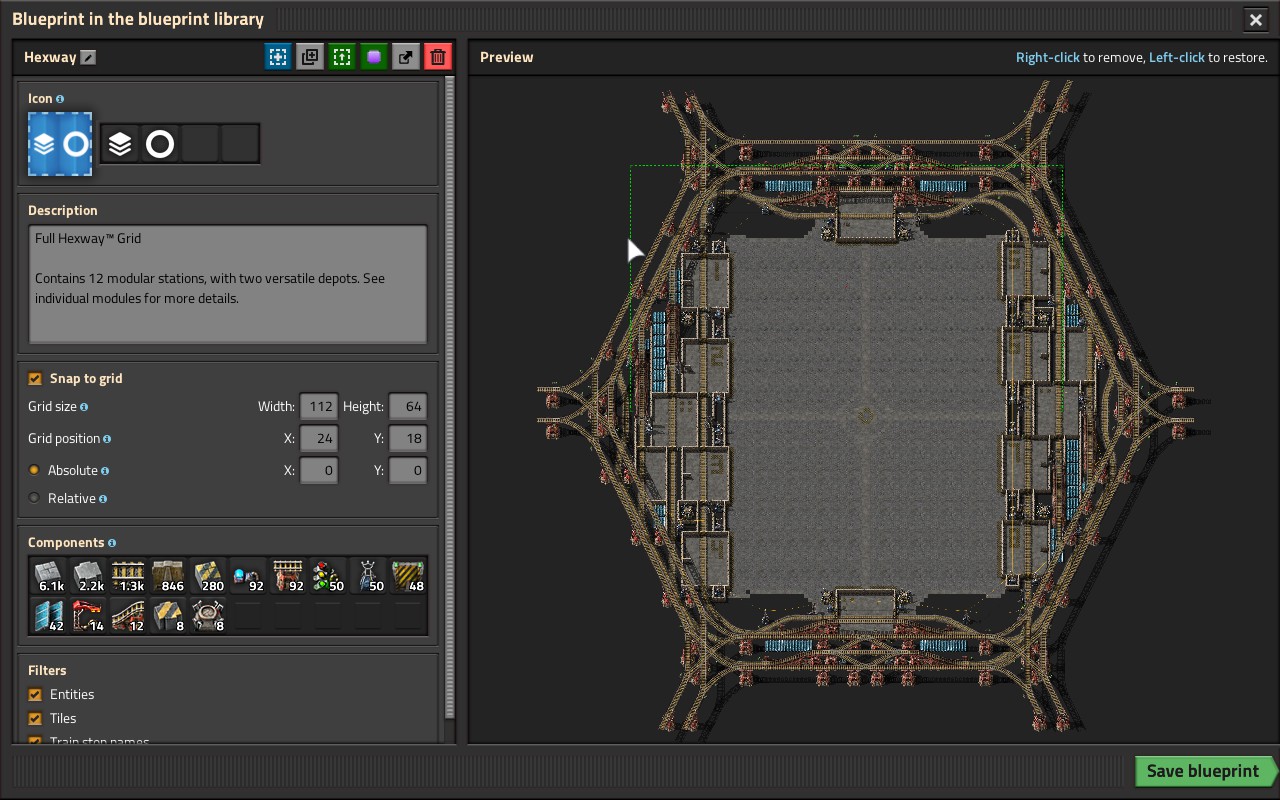 Blueprint in the blueprint library
Hexway
Preview
Right-click to remove, Left-click to restore.
Icon
Description
Full Hexway™ Grid
Contains 12 modular stations, with two versatile depots. See
individual modules for more details.
Snap to grid
Grid size
Width: 112 Height: 64
Grid position
X: 24 Y: 18
Absolute
X: 0 Y: 0
Relative
Components
6.1k 2.2k 1.3k 846 280 92 92 50 50 48
42 14 12 8 8
Filters
Entities
Tiles
Train stop names
Save blueprint